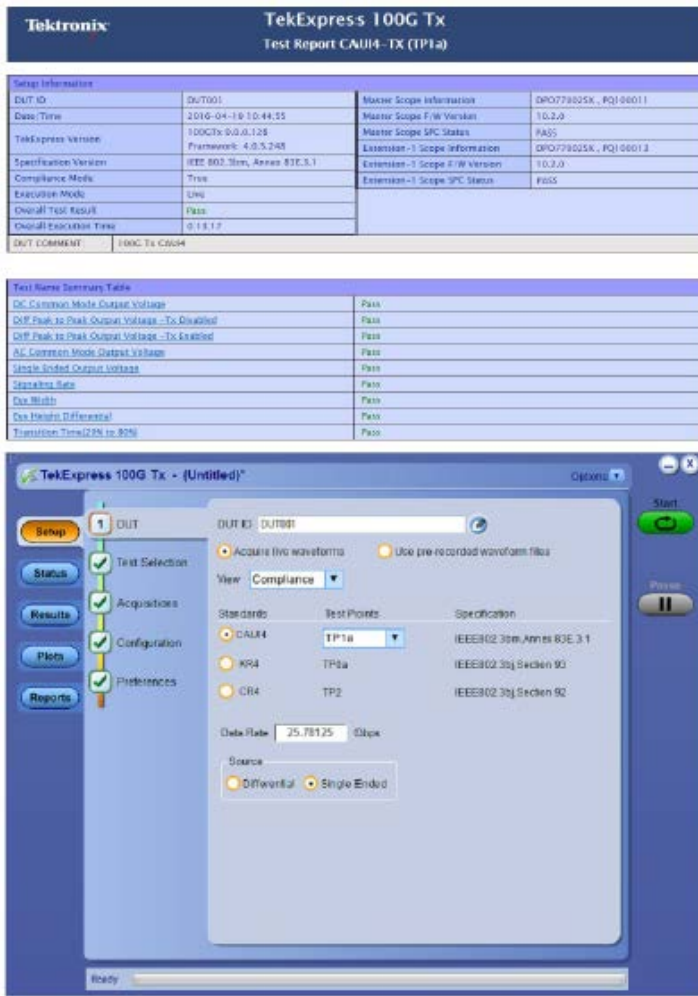 Tektronix
TekExpress 100G Tx
Test Report CAUI4-TX (TP1a)
Setup Information
DUT ID DUT001 Master Scope Information DPO77002SX, PQ100011
Date/Time 2016-04-19 10:44:55 Master Scope F/W Version 10.2.0
TekExpress Version 100GTx: Framework: 4.0.5.248 Master Scope SPC Status PASS
Extension-1 Scope Information DPO77002SX, PQ100013
Specification Version IEEE 802.3bm, Annex 83E.3.1 Extension-1 Scope F/W Version 10.2.0
Compliance Mode True Extension-1 Scope SPC Status PASS
Execution Mode Live
Overall Test Result Pass
Overall Execution Time
DUT COMMENT 100G Tx CAUI4
Test Name Summary Table
DC Common Mode Output Voltage Pass
Diff Peak to Peak Output Voltage -Tx Disabled Pass
Diff Peak to Peak Output Voltage -Tx Enabled Pass
AC Common Mode Output Voltage Pass
Single Ended Output Voltage Pass
Signaling Rate Pass
Eye Width Pass
Eye Height Differential Pass
Transition Time(20% to 80%) Pass
TekExpress 100G Tx - (Untitled)* Options
Start
Setup 1 DUT DUT ID DUT001
Acquire live waveforms Use pre-recorded waveform files
Status Test Selection
View Compliance
Pause
Results Acquisitions
Standards Test Points Specification
CAUI4 TP1a IEEE802.3bm,Annex 83E.3.1
Plots Configuration
KR4 TP0a IEEE802.3bj,Section 93
Reports Preferences
CR4 TP2 IEEE802.3bj,Section 92
Data Rate 25.78125 Gbps
Source
Differential Single Ended
Ready